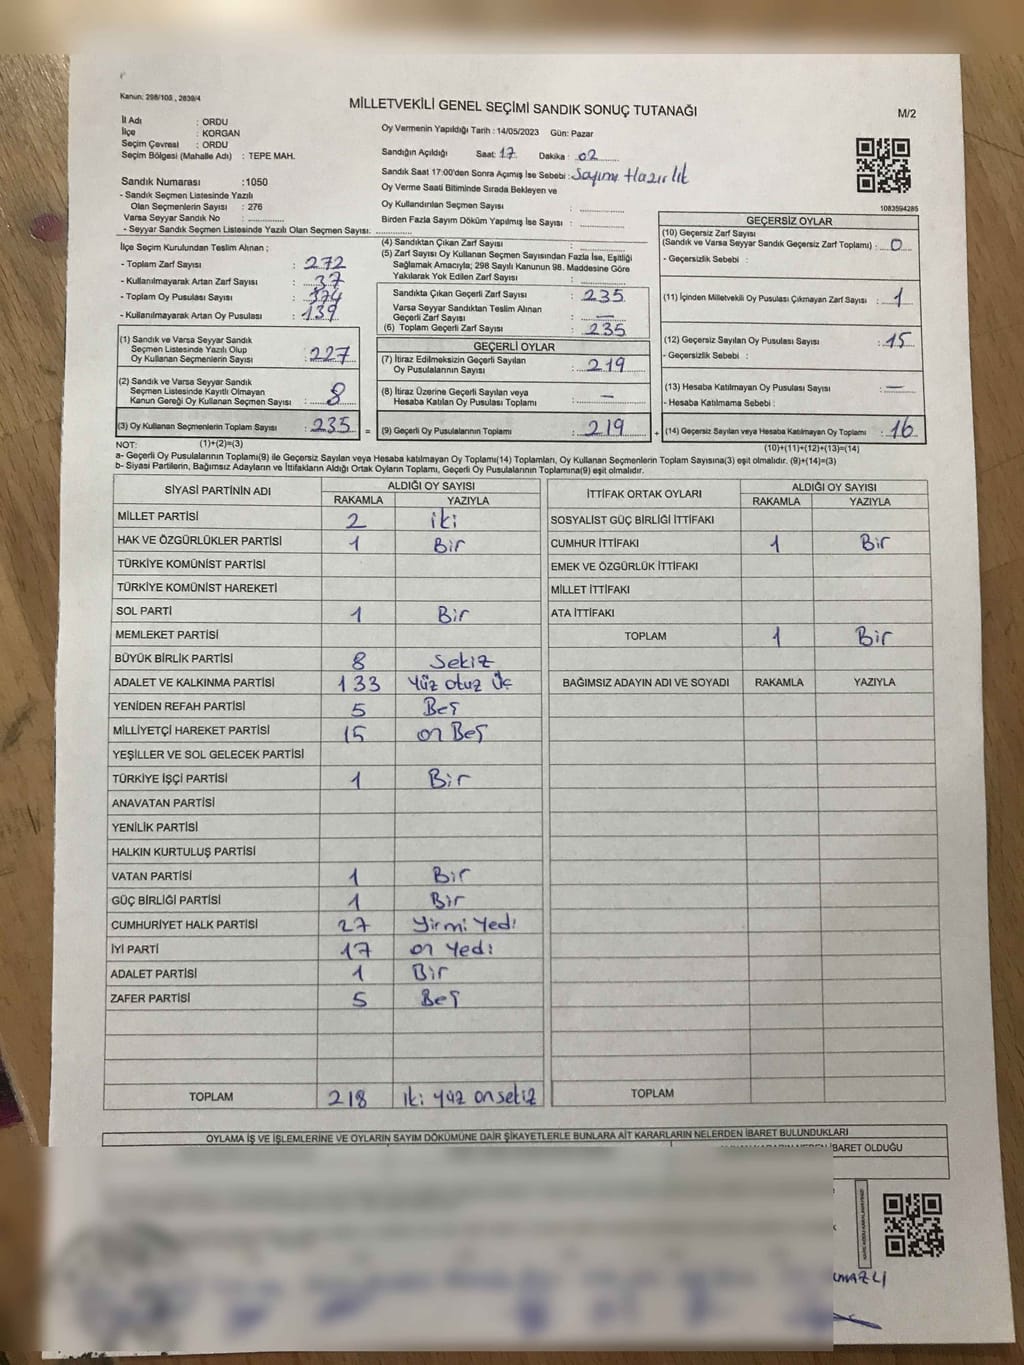 Kanun: 298/105 , 2839/4
MİLLETVEKİLİ GENEL SEÇİMİ SANDIK SONUÇ TUTANAĞI
M/2
İl Adı : ORDU
İlçe : KORGAN
Seçim Çevresi : ORDU
Seçim Bölgesi (Mahalle Adı) : TEPE MAH.
Oy Vermenin Yapıldığı Tarih : 14/05/2023 Gün: Pazar
Sandığın Açıldığı Saat: 17 Dakika : 02
Sandık Saat 17:00'den Sonra Açılmış İse Sebebi : Sayıma Hazırlık
Oy Verme Saati Bitiminde Sırada Bekleyen ve
Oy Kullandırılan Seçmen Sayısı :
Birden Fazla Sayım Döküm Yapılmış İse Sayısı :
1083594285
Sandık Numarası :1050
- Sandık Seçmen Listesinde Yazılı
Olan Seçmenlerin Sayısı : 276
Varsa Seyyar Sandık No :
- Seyyar Sandık Seçmen Listesinde Yazılı Olan Seçmen Sayısı:
İlçe Seçim Kurulundan Teslim Alınan ;
- Toplam Zarf Sayısı : 272
- Kullanılmayarak Artan Zarf Sayısı : 37
- Toplam Oy Pusulası Sayısı : 374
- Kullanılmayarak Artan Oy Pusulası : 139
(1) Sandık ve Varsa Seyyar Sandık
Seçmen Listesinde Yazılı Olup
Oy Kullanan Seçmenlerin Sayısı : 227
(2) Sandık ve Varsa Seyyar Sandık
Seçmen Listesinde Kayıtlı Olmayan
Kanun Gereği Oy Kullanan Seçmen Sayısı : 8
(3) Oy Kullanan Seçmenlerin Toplam Sayısı : 235 =
(4) Sandıktan Çıkan Zarf Sayısı :
(5) Zarf Sayısı Oy Kullanan Seçmen Sayısından Fazla İse, Eşitliği
Sağlamak Amacıyla; 298 Sayılı Kanunun 98. Maddesine Göre
Yakılarak Yok Edilen Zarf Sayısı :
Sandıkta Çıkan Geçerli Zarf Sayısı : 235
Varsa Seyyar Sandıktan Teslim Alınan
Geçerli Zarf Sayısı : —
(6) Toplam Geçerli Zarf Sayısı : 235
GEÇERLİ OYLAR
(7) İtiraz Edilmeksizin Geçerli Sayılan
Oy Pusulalarının Sayısı : 219
(8) İtiraz Üzerine Geçerli Sayılan veya
Hesaba Katılan Oy Pusulası Toplamı : —
(9) Geçerli Oy Pusulalarının Toplamı : 219 +
GEÇERSİZ OYLAR
(10) Geçersiz Zarf Sayısı
(Sandık ve Varsa Seyyar Sandık Geçersiz Zarf Toplamı) : 0
- Geçersizlik Sebebi :
(11) İçinden Milletvekili Oy Pusulası Çıkmayan Zarf Sayısı : 1
(12) Geçersiz Sayılan Oy Pusulası Sayısı : 15
- Geçersizlik Sebebi :
(13) Hesaba Katılmayan Oy Pusulası Sayısı : —
- Hesaba Katılmama Sebebi :
(14) Geçersiz Sayılan veya Hesaba Katılmayan Oy Toplamı : 16
NOT: (1)+(2)=(3) (10)+(11)+(12)+(13)=(14)
a- Geçerli Oy Pusulalarının Toplamı(9) ile Geçersiz Sayılan veya Hesaba katılmayan Oy Toplamı(14) Toplamları, Oy Kullanan Seçmenlerin Toplam Sayısına(3) eşit olmalıdır. (9)+(14)=(3)
b- Siyasi Partilerin, Bağımsız Adayların ve İttifakların Aldığı Ortak Oyların Toplamı, Geçerli Oy Pusulalarının Toplamına(9) eşit olmalıdır.
SİYASİ PARTİNİN ADI ALDIĞI OY SAYISI
RAKAMLA YAZIYLA
MİLLET PARTİSİ 2 iki
HAK VE ÖZGÜRLÜKLER PARTİSİ 1 Bir
TÜRKİYE KOMÜNİST PARTİSİ
TÜRKİYE KOMÜNİST HAREKETİ
SOL PARTİ 1 Bir
MEMLEKET PARTİSİ
BÜYÜK BİRLİK PARTİSİ 8 Sekiz
ADALET VE KALKINMA PARTİSİ 133 Yüz otuz Üç
YENİDEN REFAH PARTİSİ 5 Beş
MİLLİYETÇİ HAREKET PARTİSİ 15 on Beş
YEŞİLLER VE SOL GELECEK PARTİSİ
TÜRKİYE İŞÇİ PARTİSİ 1 Bir
ANAVATAN PARTİSİ
YENİLİK PARTİSİ
HALKIN KURTULUŞ PARTİSİ
VATAN PARTİSİ 1 Bir
GÜÇ BİRLİĞİ PARTİSİ 1 Bir
CUMHURİYET HALK PARTİSİ 27 Yirmi Yedi
İYİ PARTİ 17 on Yedi
ADALET PARTİSİ 1 Bir
ZAFER PARTİSİ 5 Beş
TOPLAM 218 iki yüz onsekiz
İTTİFAK ORTAK OYLARI ALDIĞI OY SAYISI
RAKAMLA YAZIYLA
SOSYALİST GÜÇ BİRLİĞİ İTTİFAKI
CUMHUR İTTİFAKI 1 Bir
EMEK VE ÖZGÜRLÜK İTTİFAKI
MİLLET İTTİFAKI
ATA İTTİFAKI
TOPLAM 1 Bir
BAĞIMSIZ ADAYIN ADI VE SOYADI RAKAMLA YAZIYLA
TOPLAM
OYLAMA İŞ VE İŞLEMLERİNE VE OYLARIN SAYIM DÖKÜMÜNE DAİR ŞİKAYETLERLE BUNLARA AİT KARARLARIN NELERDEN İBARET BULUNDUKLARI
İBARET OLDUĞU